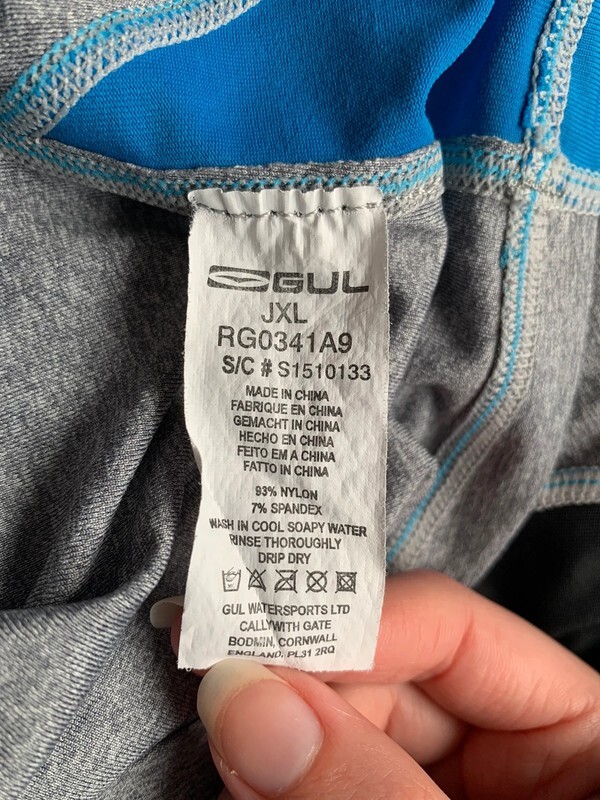 GUL
JXL
RG0341A9
S/C # S1510133
MADE IN CHINA
FABRIQUE EN CHINA
GEMACHT IN CHINA
HECHO EN CHINA
FEITO EM A CHINA
FATTO IN CHINA
93% NYLON
7% SPANDEX
WASH IN COOL SOAPY WATER
RINSE THOROUGHLY
DRIP DRY
GUL WATERSPORTS LTD
CALLYWITH GATE
BODMIN, CORNWALL
ENGLAND, PL31 2RQ